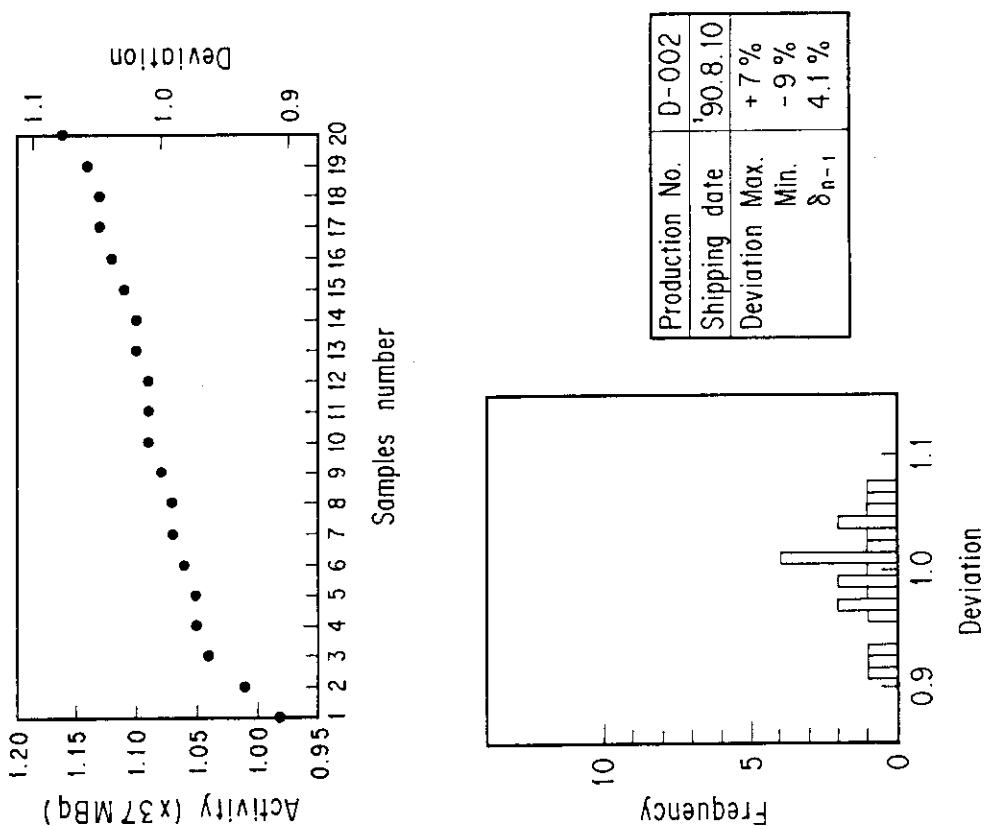 Activity (x37MBq)
1.20
1.15
1.10
1.05
1.00
0.95
Deviation
1.1
1.0
0.9
1 2 3 4 5 6 7 8 9 10 11 12 13 14 15 16 17 18 19 20
Samples number
Frequency
10
5
0
0.9 1.0 1.1
Deviation
Production No. D-002
Shipping date '90.8.10
Deviation Max. +7 %
Min. -9 %
δn-1 4.1 %